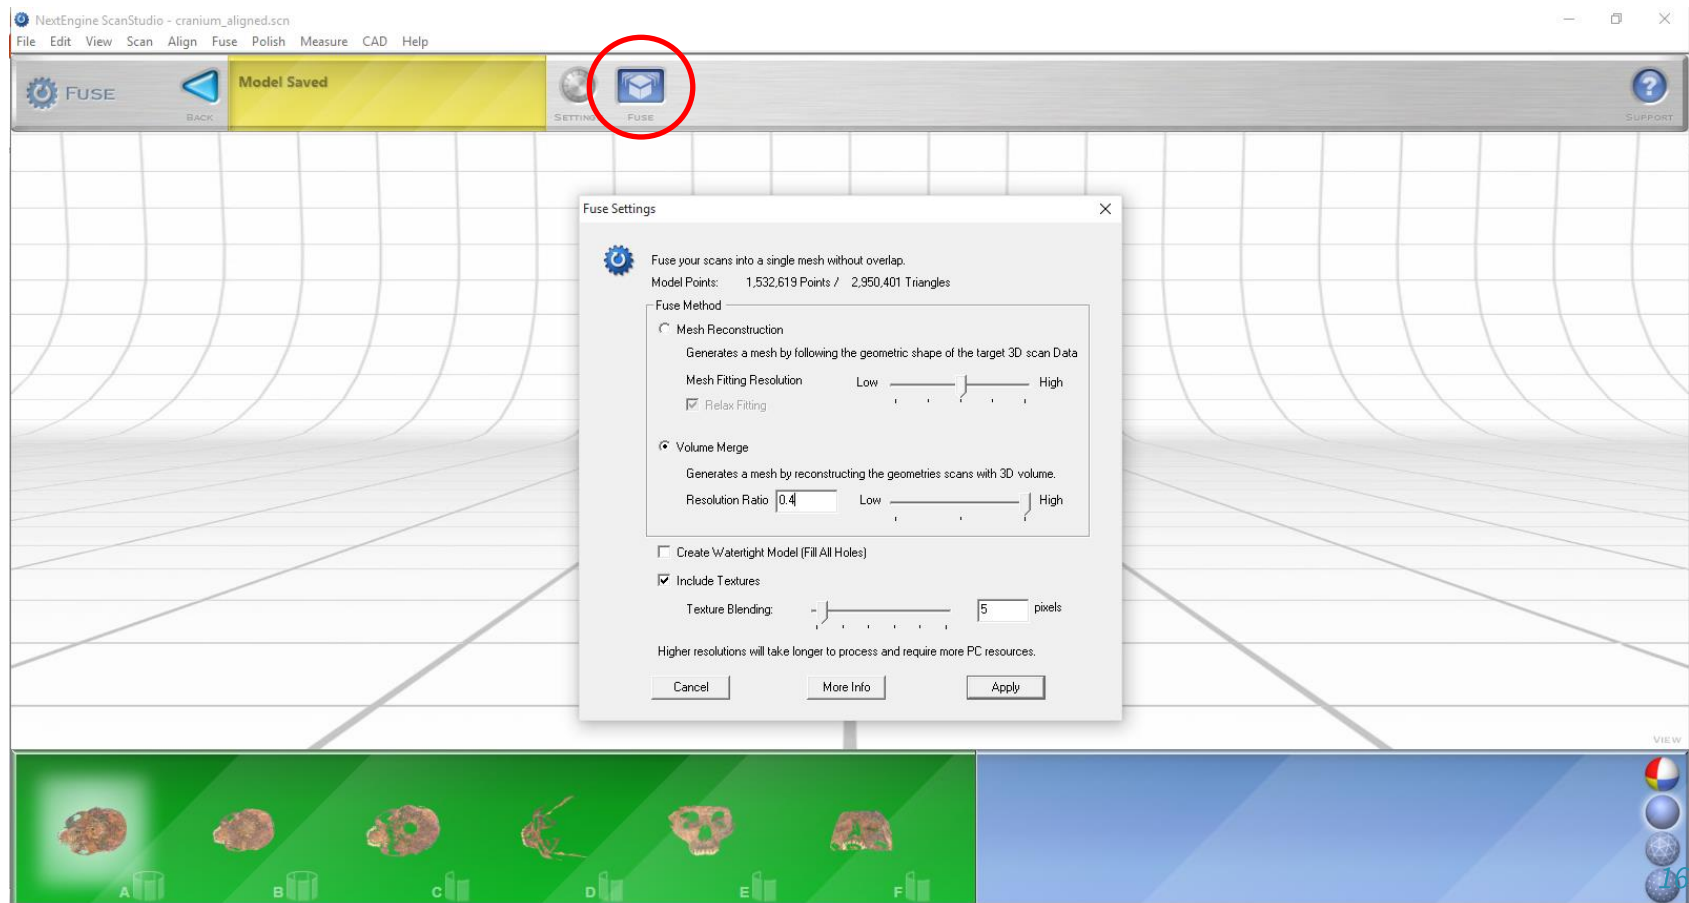 NextEngine ScanStudio - cranium_aligned.scn
File Edit View Scan Align Fuse Polish Measure CAD Help
FUSE
BACK
Model Saved
SETTING
FUSE
SUPPORT
Fuse Settings
Fuse your scans into a single mesh without overlap.
Model Points: 1,532,619 Points / 2,950,401 Triangles
Fuse Method
Mesh Reconstruction
Generates a mesh by following the geometric shape of the target 3D scan Data
Mesh Fitting Resolution Low High
Relax Fitting
Volume Merge
Generates a mesh by reconstructing the geometries scans with 3D volume.
Resolution Ratio 0.4 Low High
Create Watertight Model (Fill All Holes)
Include Textures
Texture Blending: 5 pixels
Higher resolutions will take longer to process and require more PC resources.
Cancel More Info Apply
VIEW
A B C D E F
16